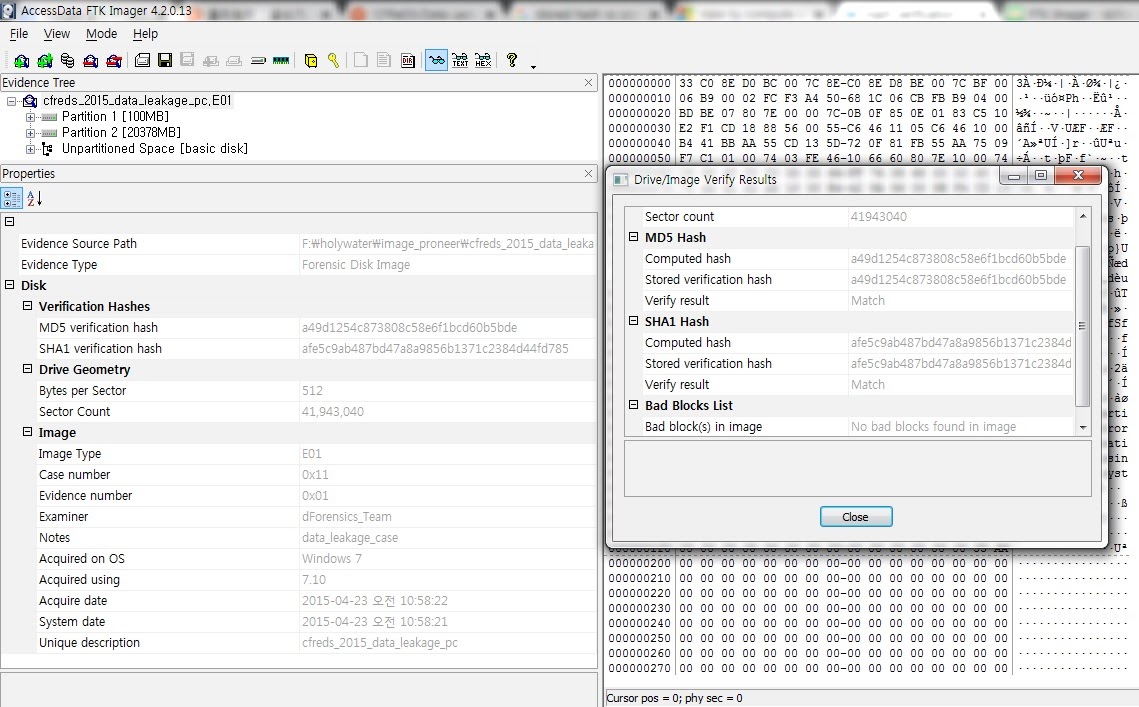 AccessData FTK Imager 4.2.0.13
File View Mode Help
Evidence Tree
cfreds_2015_data_leakage_pc,E01
Partition 1 [100MB]
Partition 2 [20378MB]
Unpartitioned Space [basic disk]
Properties
Evidence Source Path F:₩holywater₩image_proneer₩cfreds_2015_data_leaka
Evidence Type Forensic Disk Image
Disk
Verification Hashes
MD5 verification hash a49d1254c873808c58e6f1bcd60b5bde
SHA1 verification hash afe5c9ab487bd47a8a9856b1371c2384d44fd785
Drive Geometry
Bytes per Sector 512
Sector Count 41,943,040
Image
Image Type E01
Case number 0x11
Evidence number 0x01
Examiner dForensics_Team
Notes data_leakage_case
Acquired on OS Windows 7
Acquired using 7.10
Acquire date 2015-04-23 오전 10:58:22
System date 2015-04-23 오전 10:58:21
Unique description cfreds_2015_data_leakage_pc
000000000 33 C0 8E D0 BC 00 7C 8E-C0 8E D8 BE 00 7C BF 00
000000010 06 B9 00 02 FC F3 A4 50-68 1C 06 CB FB B9 04 00
000000020 BD BE 07 80 7E 00 00 7C-0B 0F 85 0E 01 83 C5 10
000000030 E2 F1 CD 18 88 56 00 55-C6 46 11 05 C6 46 10 00
000000040 B4 41 BB AA 55 CD 13 5D-72 0F 81 FB 55 AA 75 09
000000050 F7 C1 01 00 74 03 FE 46-10 66 60 80 7E 10 00 74
Drive/Image Verify Results
Sector count 41943040
MD5 Hash
Computed hash a49d1254c873808c58e6f1bcd60b5bde
Stored verification hash a49d1254c873808c58e6f1bcd60b5bde
Verify result Match
SHA1 Hash
Computed hash afe5c9ab487bd47a8a9856b1371c2384d
Stored verification hash afe5c9ab487bd47a8a9856b1371c2384d
Verify result Match
Bad Blocks List
Bad block(s) in image No bad blocks found in image
Close
000000200 00 00 00 00 00 00 00 00-00 00 00 00 00 00 00 00
000000210 00 00 00 00 00 00 00 00-00 00 00 00 00 00 00 00
000000220 00 00 00 00 00 00 00 00-00 00 00 00 00 00 00 00
000000230 00 00 00 00 00 00 00 00-00 00 00 00 00 00 00 00
000000240 00 00 00 00 00 00 00 00-00 00 00 00 00 00 00 00
000000250 00 00 00 00 00 00 00 00-00 00 00 00 00 00 00 00
000000260 00 00 00 00 00 00 00 00-00 00 00 00 00 00 00 00
000000270 00 00 00 00 00 00 00 00-00 00 00 00 00 00 00 00
Cursor pos = 0; phy sec = 0